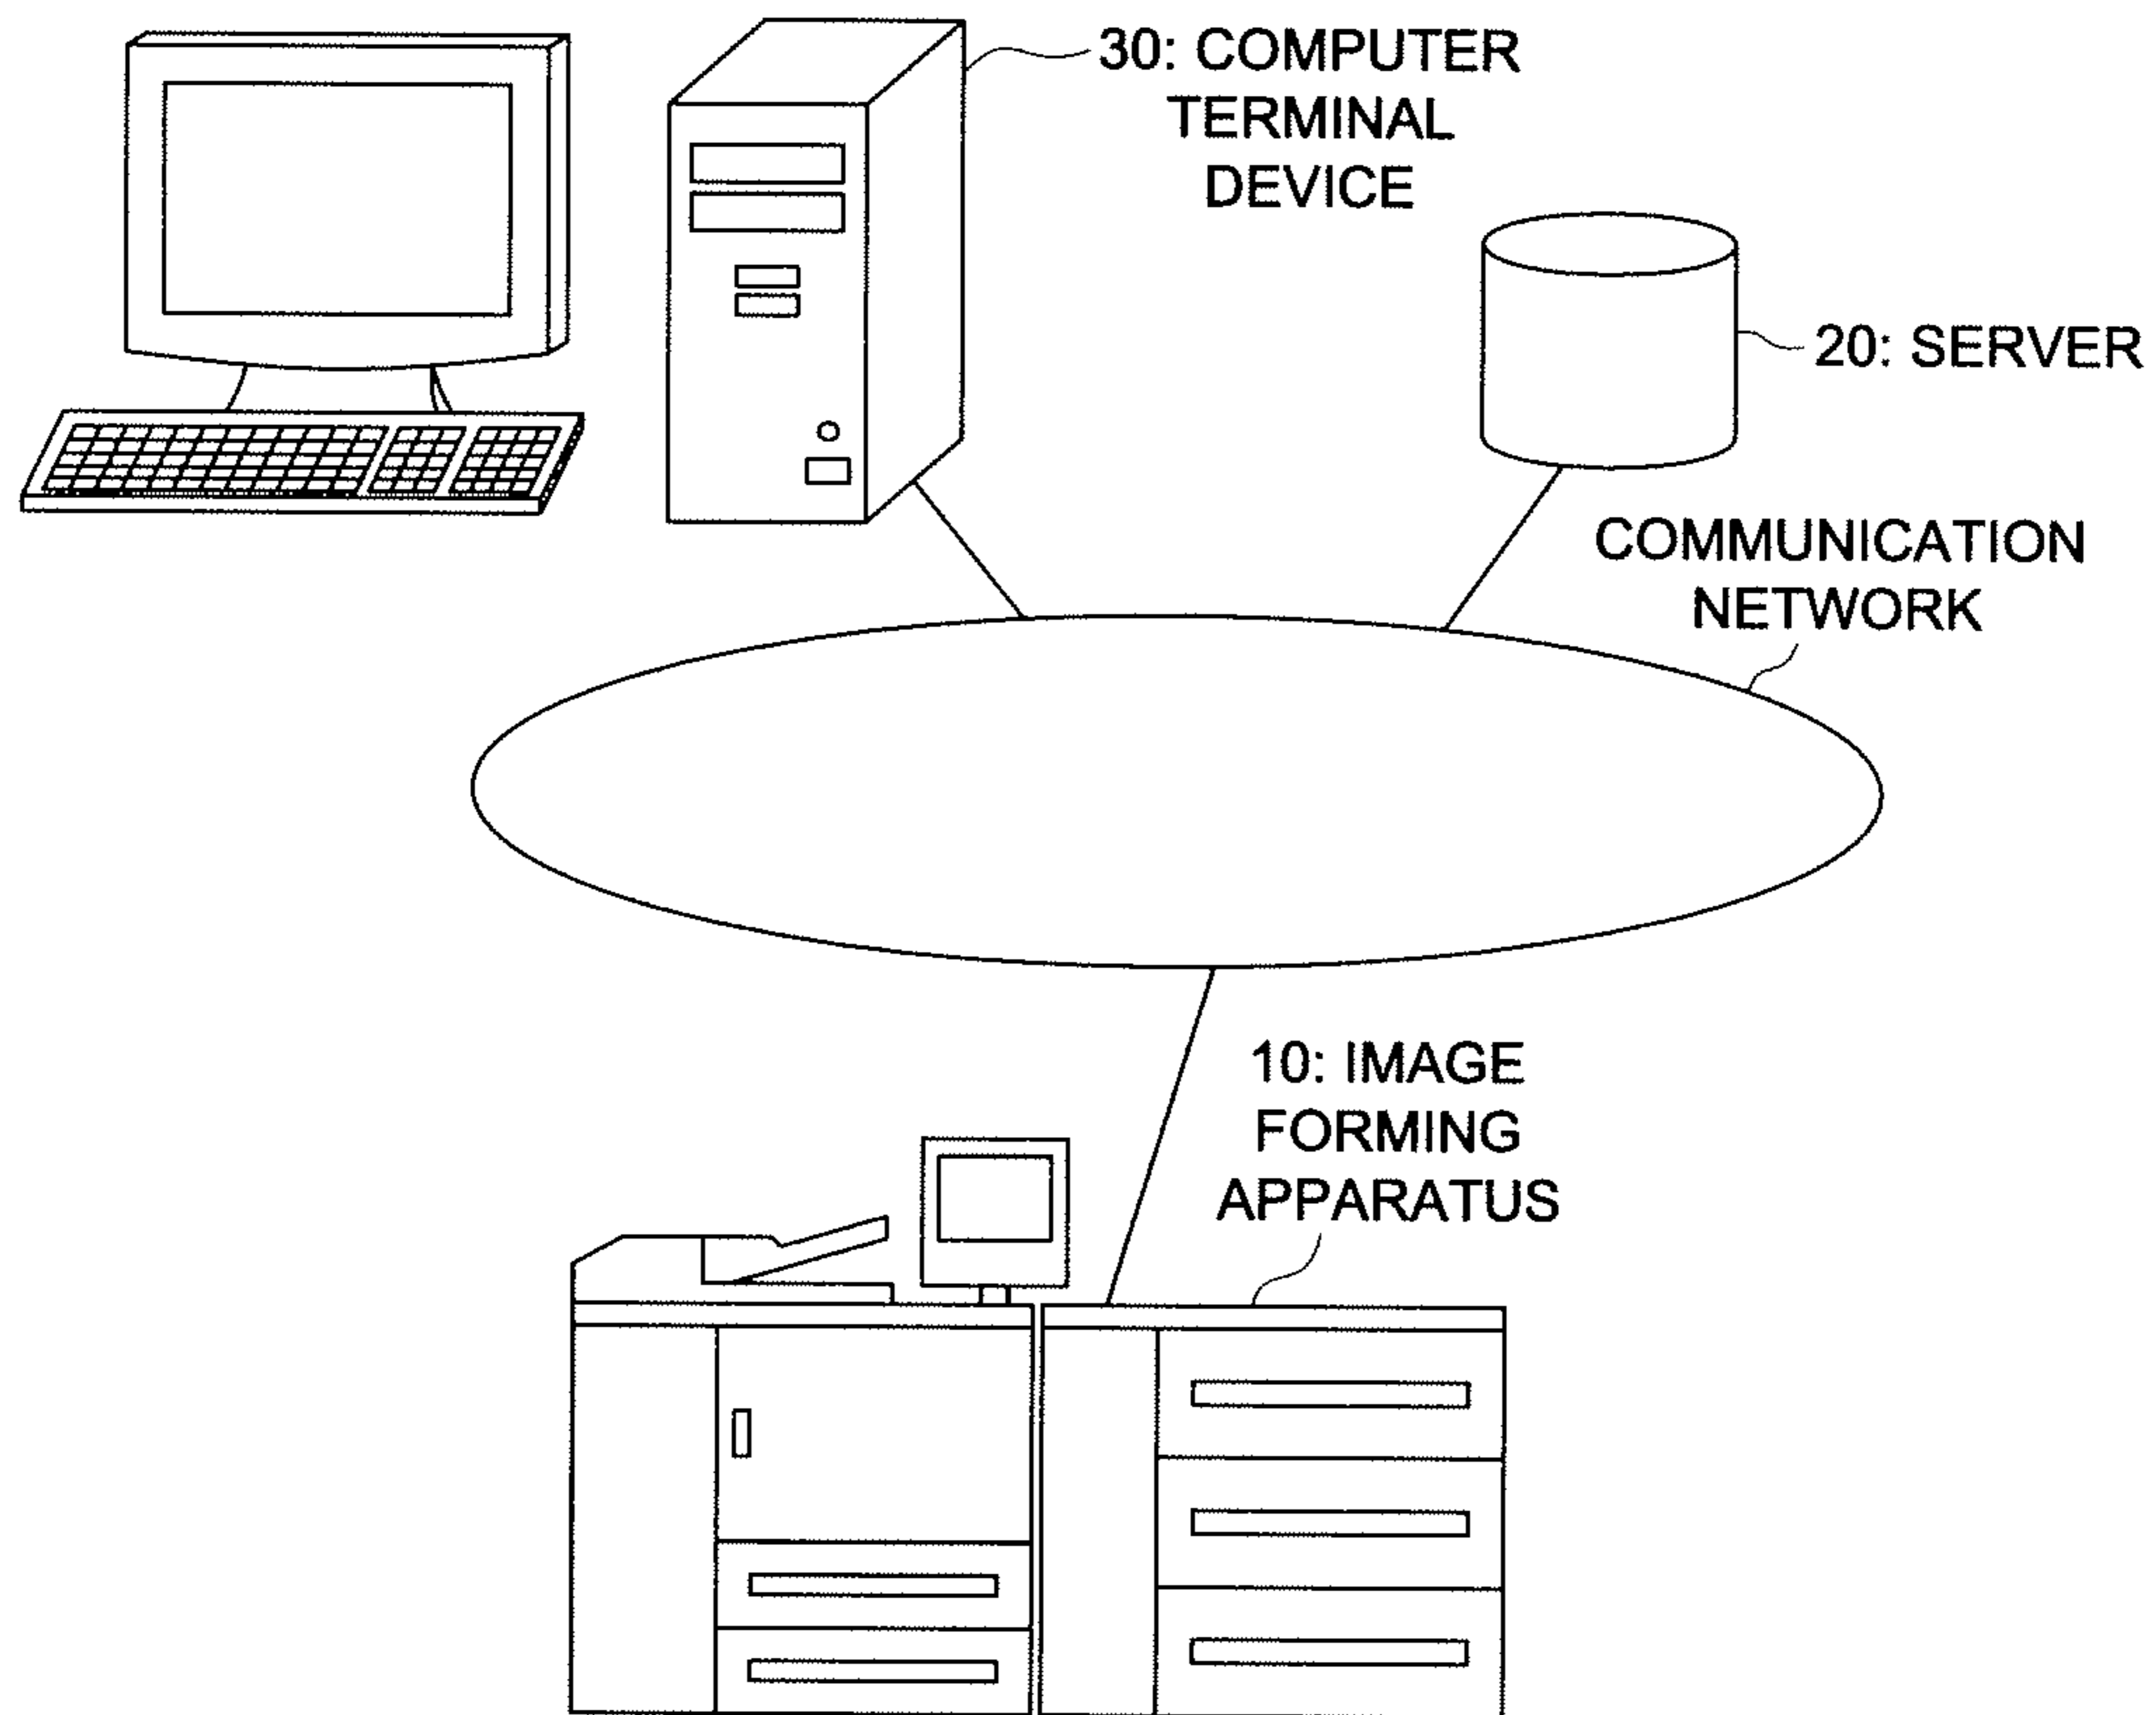 30: COMPUTER
TERMINAL
DEVICE
20: SERVER
COMMUNICATION
NETWORK
10: IMAGE
FORMING
APPARATUS